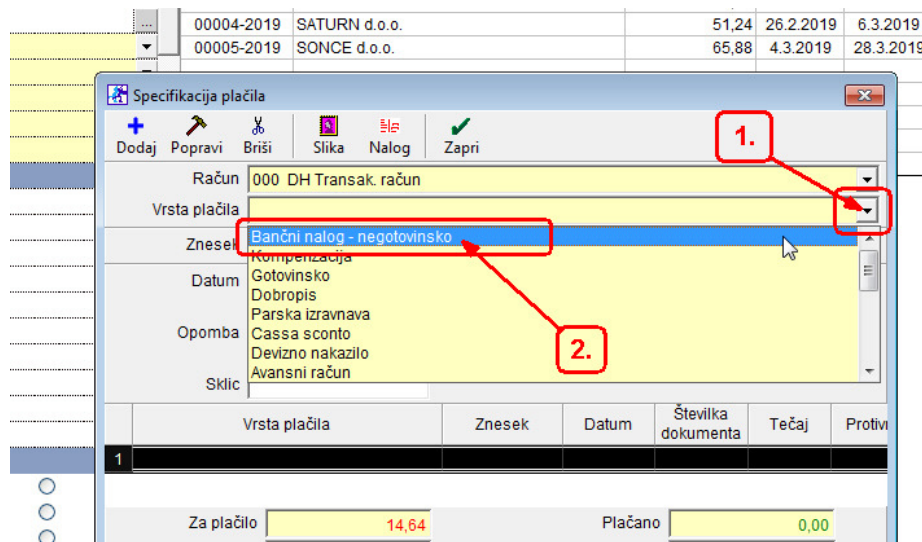 ... 00004-2019 SATURN d.o.o. 51,24 26.2.2019 6.3.2019
00005-2019 SONCE d.o.o. 65,88 4.3.2019 28.3.2019
Specifikacija plačila
Dodaj Popravi Briši Slika Nalog Zapri
1.
Račun 000 DH Transak. račun
Vrsta plačila
Znesek Bančni nalog - negotovinsko
Kompenzacija
Datum Gotovinsko
Dobropis
Parska izravnava
Opomba Cassa sconto
2.
Devizno nakazilo
Avansni račun
Sklic
Vrsta plačila Znesek Datum Številka dokumenta Tečaj Protiv
1
Za plačilo 14,64 Plačano 0,00